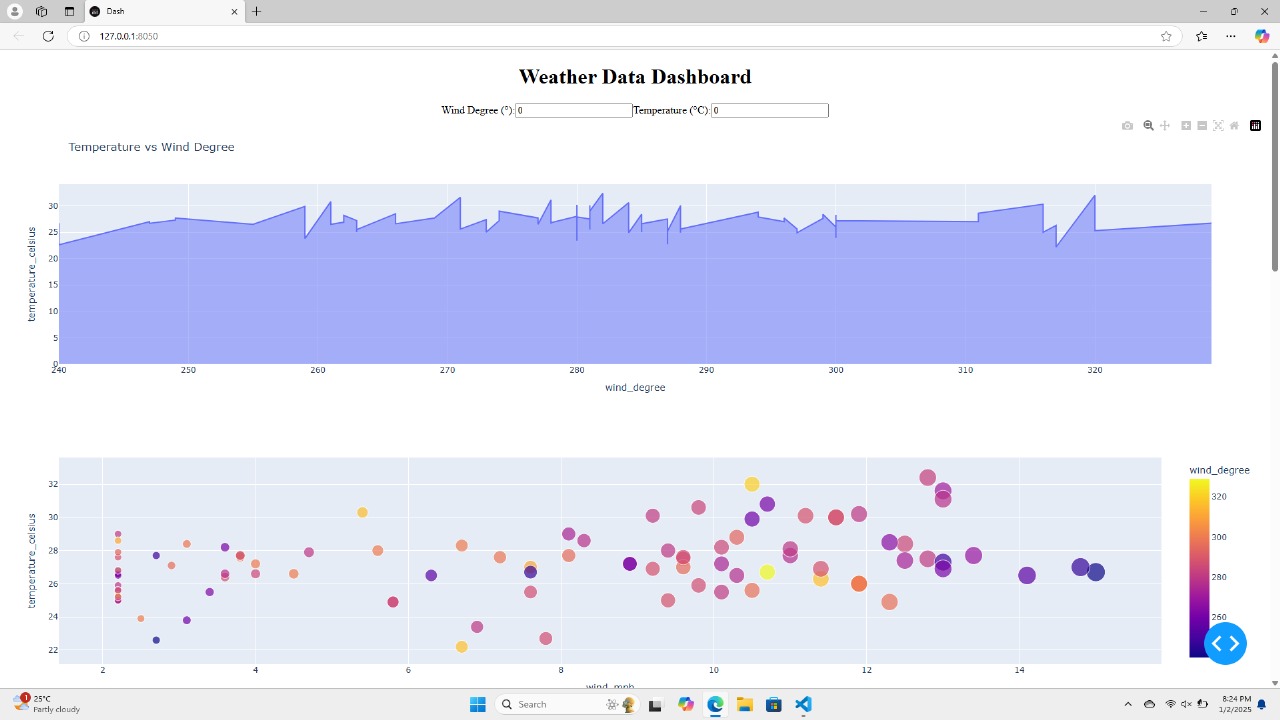 Dash
127.0.0.1:8050
Weather Data Dashboard
Wind Degree (°): 0 Temperature (°C): 0
Temperature vs Wind Degree
temperature_celsius
30
25
20
15
10
5
0
240 250 260 270 280 290 300 310 320
wind_degree
temperature_celsius
32
30
28
26
24
22
2 4 6 8 10 12 14
wind_mph
wind_degree
320
300
280
260
1
25°C
Partly cloudy
Search
8:24 PM
1/2/2025